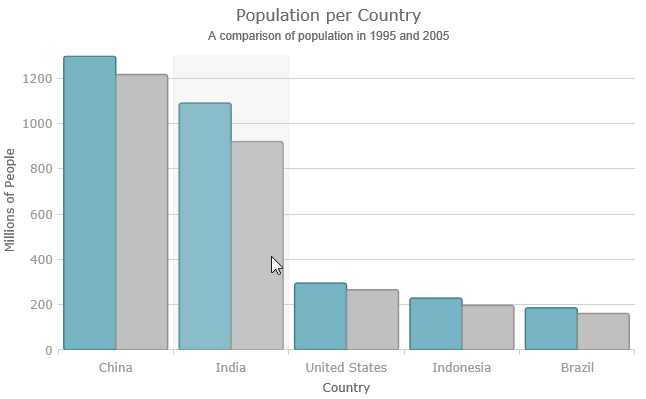 Population per Country
A comparison of population in 1995 and 2005
Millions of People
1200
1000
800
600
400
200
0
China India United States Indonesia Brazil
Country